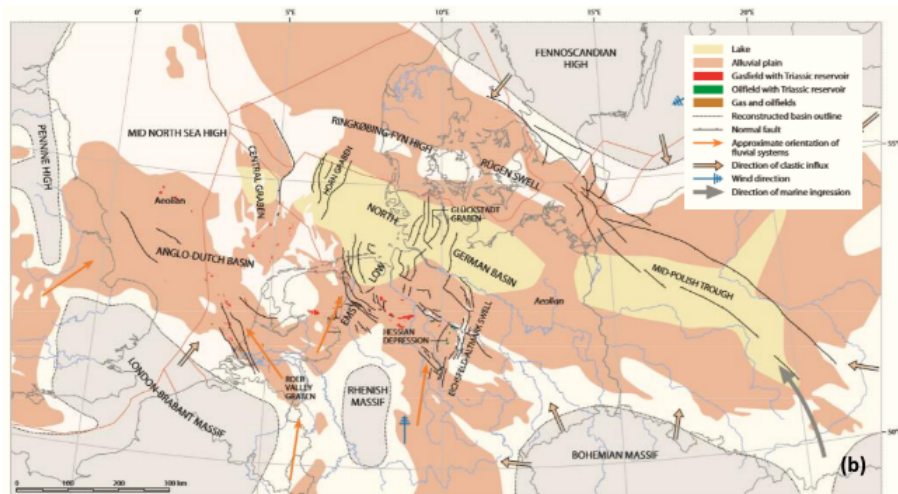 0°
5°E
10°E
15°E
20°E
FENNOSCANDIAN
HIGH
Lake
Alluvial plain
Gasfield with Triassic reservoir
Oilfield with Triassic reservoir
Gas and oilfields
Reconstructed basin outline
Normal fault
Approximate orientation of
fluvial systems
Direction of clastic influx
Wind direction
Direction of marine ingression
55°
PENNINE HIGH
MID NORTH SEA HIGH
RINGKØBING-FYN HIGH
CENTRAL GRABEN
HORN GRABEN
RÜGEN SWELL
Aeolian
NORTH
GLÜCKSTADT
GRABEN
ANGLO-DUTCH BASIN
GERMAN BASIN
MID-POLISH TROUGH
EMS
LOW
Aeolian
HESSIAN
DEPRESSION
EICHSFELD-ALTMARK SWELL
ROER
VALLEY
GRABEN
LONDON-BRABANT MASSIF
RHENISH
MASSIF
BOHEMIAN MASSIF
50°
(b)
0 100 200 300 km